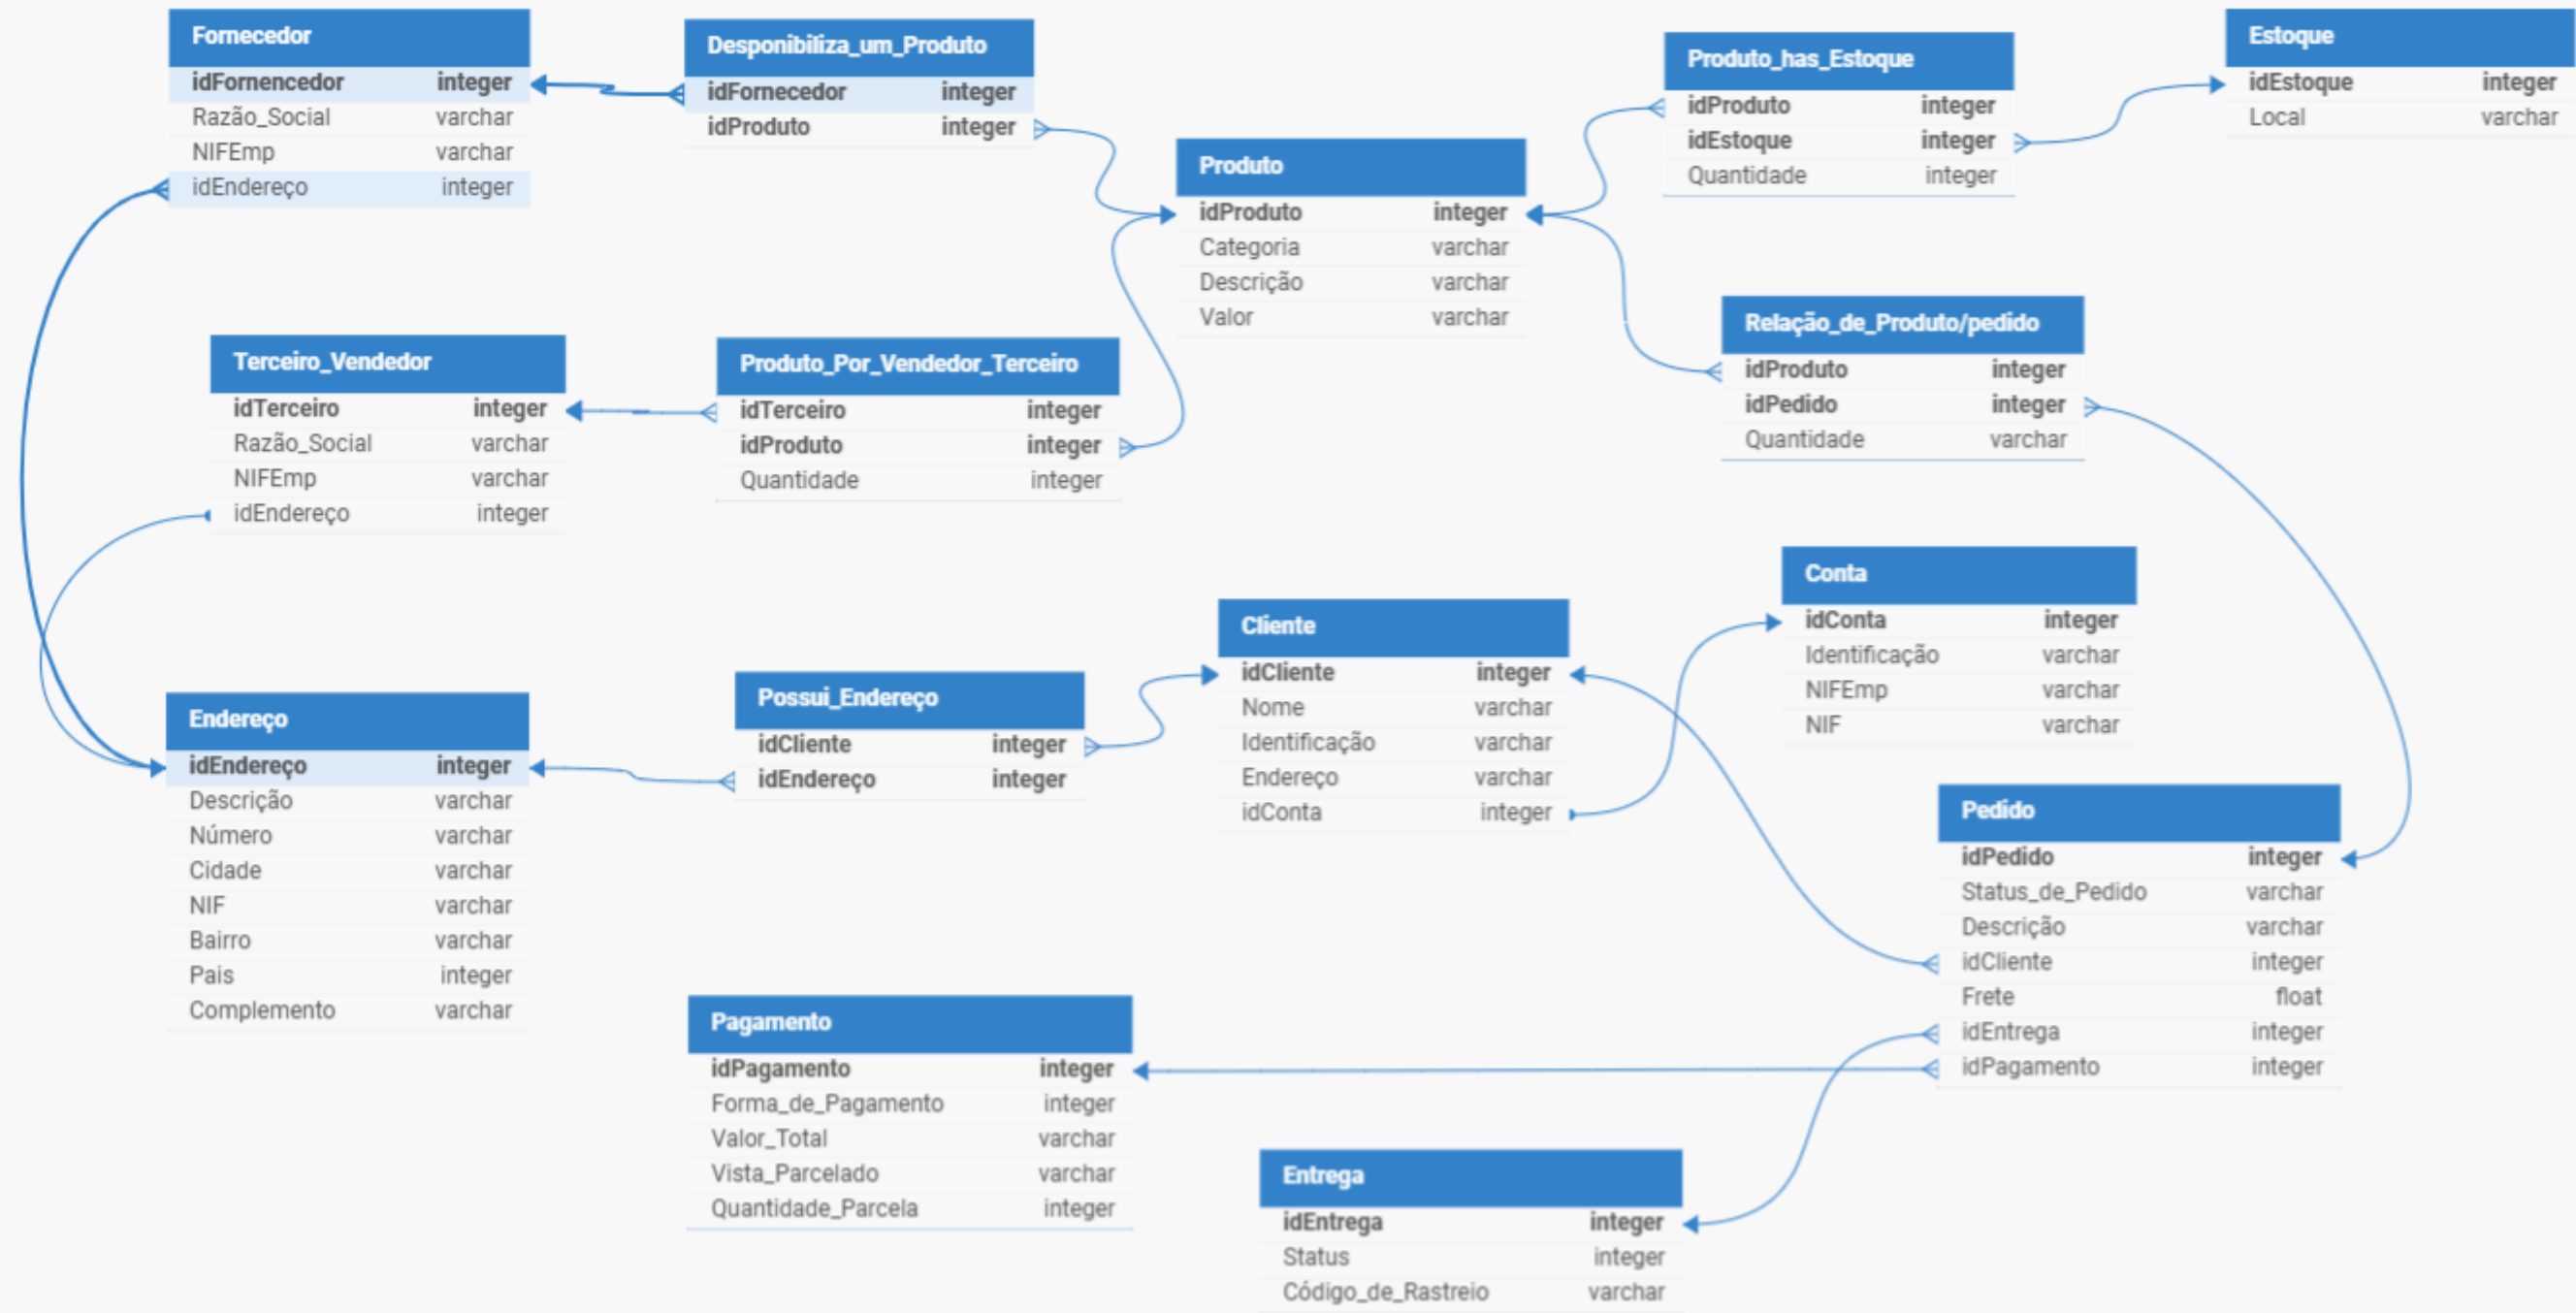 Fornecedor
idFornencedor integer
Razão_Social varchar
NIFEmp varchar
idEndereço integer
Desponibiliza_um_Produto
idFornecedor integer
idProduto integer
Produto
idProduto integer
Categoria varchar
Descrição varchar
Valor varchar
Produto_has_Estoque
idProduto integer
idEstoque integer
Quantidade integer
Estoque
idEstoque integer
Local varchar
Terceiro_Vendedor
idTerceiro integer
Razão_Social varchar
NIFEmp varchar
idEndereço integer
Produto_Por_Vendedor_Terceiro
idTerceiro integer
idProduto integer
Quantidade integer
Relação_de_Produto/pedido
idProduto integer
idPedido integer
Quantidade varchar
Conta
idConta integer
Identificação varchar
NIFEmp varchar
NIF varchar
Cliente
idCliente integer
Nome varchar
Identificação varchar
Endereço varchar
idConta integer
Possui_Endereço
idCliente integer
idEndereço integer
Endereço
idEndereço integer
Descrição varchar
Número varchar
Cidade varchar
NIF varchar
Bairro varchar
Pais integer
Complemento varchar
Pedido
idPedido integer
Status_de_Pedido varchar
Descrição varchar
idCliente integer
Frete float
idEntrega integer
idPagamento integer
Pagamento
idPagamento integer
Forma_de_Pagamento integer
Valor_Total varchar
Vista_Parcelado varchar
Quantidade_Parcela integer
Entrega
idEntrega integer
Status integer
Código_de_Rastreio varchar